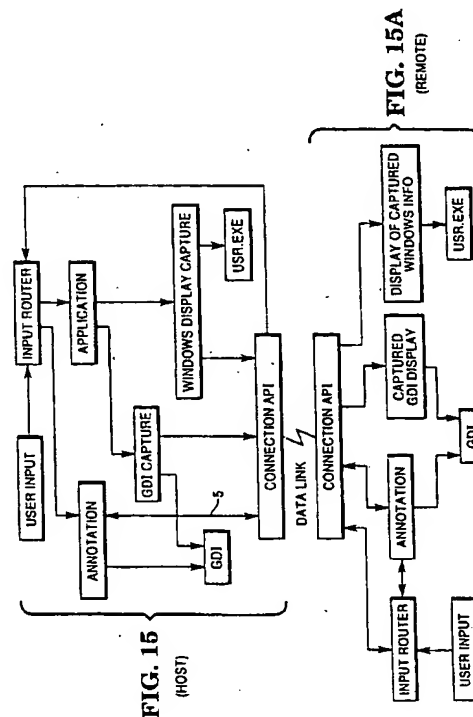 FIG. 15
(HOST)
USER INPUT
INPUT ROUTER
ANNOTATION
APPLICATION
GDI CAPTURE
WINDOWS DISPLAY CAPTURE
5
GDI
USR.EXE
CONNECTION API
DATA LINK
FIG. 15A
(REMOTE)
CONNECTION API
INPUT ROUTER
ANNOTATION
CAPTURED
GDI DISPLAY
DISPLAY OF CAPTURED
WINDOWS INFO
USER INPUT
GDI
USR.EXE